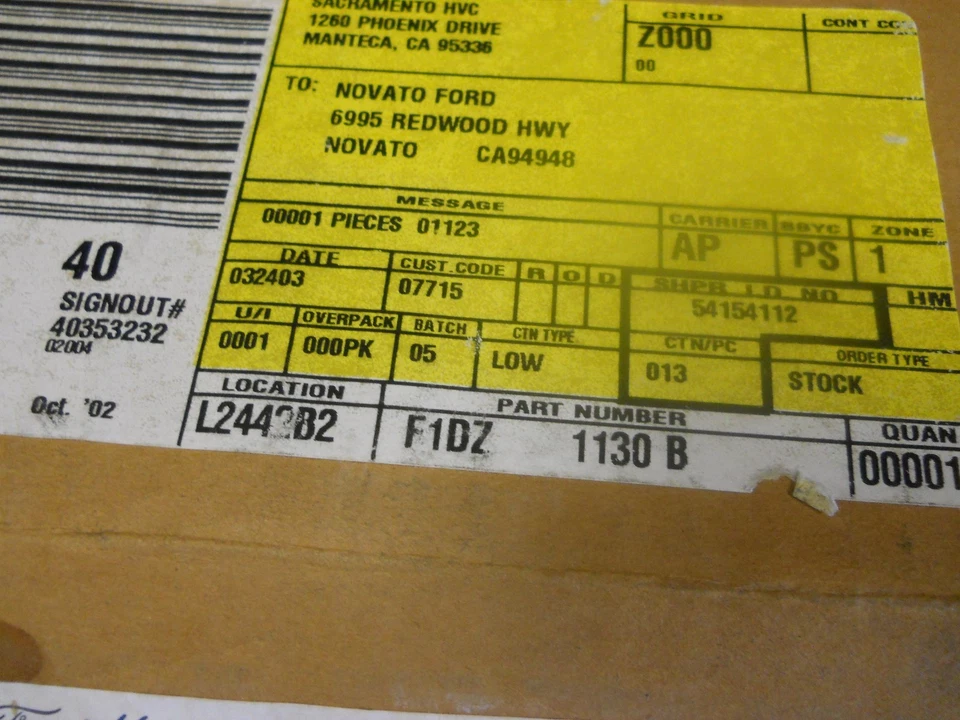 SACRAMENTO HVC
1260 PHOENIX DRIVE
MANTECA, CA 95336
GRID
Z000
00
CONT
TO: NOVATO FORD
6995 REDWOOD HWY
NOVATO CA94948
MESSAGE
00001 PIECES 01123
CARRIER
AP
PS
ZONE
1
DATE
032403
CUST.CODE
07715
R O D
SHPR I.D. NO
54154112
HM
U/I
0001
OVERPACK
000PK
BATCH
05
CTN TYPE
LOW
CTN/PC
013
ORDER TYPE
STOCK
LOCATION
PART NUMBER
F1DZ 1130 B
QUAN
00001
40
SIGNOUT#
40353232
02004
Oct. '02